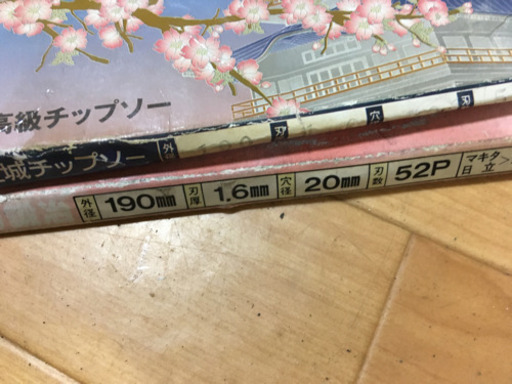 高級チップソー
城チップソー 外 刃 穴 刃
外径 190mm 刃厚 1.6mm 穴径 20mm 刃数 52P マキタ
日立